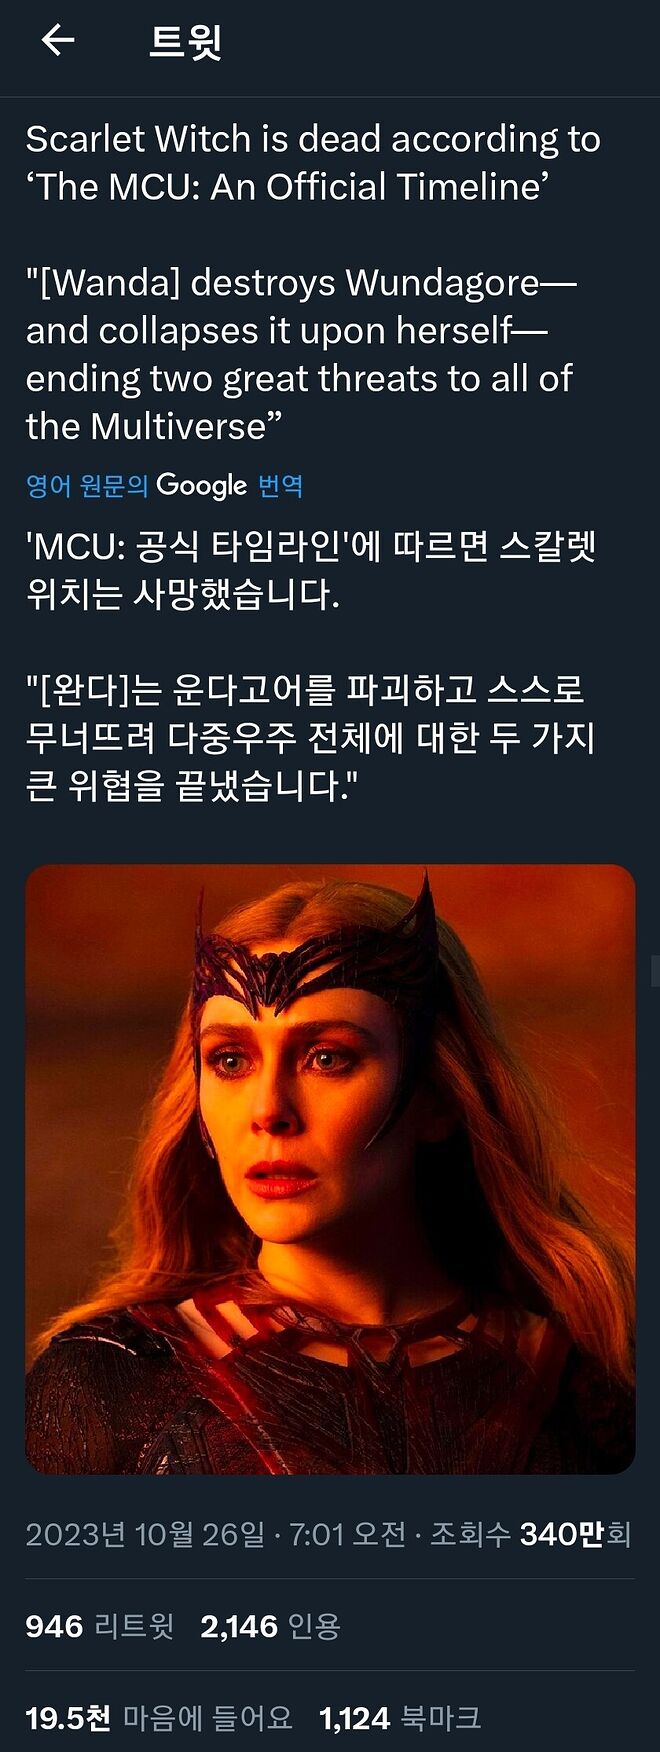 트윗
Scarlet Witch is dead according to
‘The MCU: An Official Timeline’
"[Wanda] destroys Wundagore—
and collapses it upon herself—
ending two great threats to all of
the Multiverse”
영어 원문의 Google 번역
'MCU: 공식 타임라인'에 따르면 스칼렛
위치는 사망했습니다.
"[완다]는 운다고어를 파괴하고 스스로
무너뜨려 다중우주 전체에 대한 두 가지
큰 위협을 끝냈습니다."
2023년 10월 26일 · 7:01 오전 · 조회수 340만회
946 리트윗 2,146 인용
19.5천 마음에 들어요 1,124 북마크